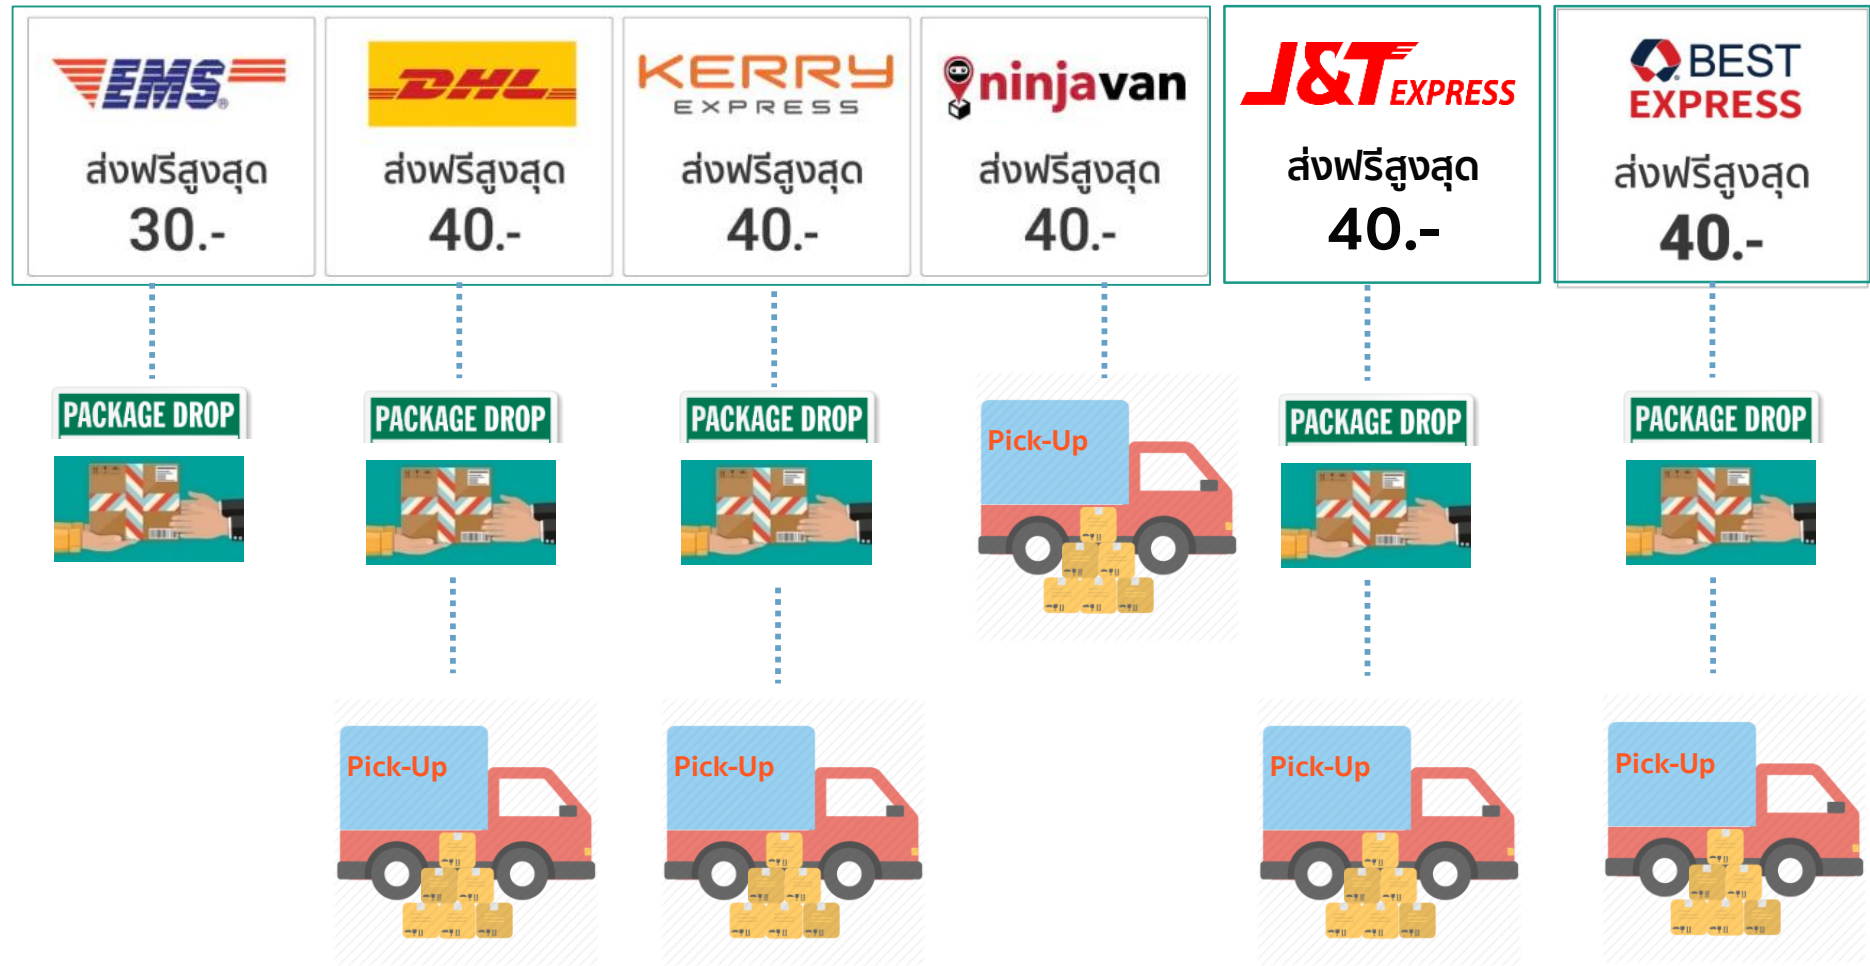 EMS
ส่งฟรีสูงสุด
30.-
DHL
ส่งฟรีสูงสุด
40.-
KERRY
EXPRESS
ส่งฟรีสูงสุด
40.-
ninjavan
ส่งฟรีสูงสุด
40.-
J&T EXPRESS
ส่งฟรีสูงสุด
40.-
BEST
EXPRESS
ส่งฟรีสูงสุด
40.-
PACKAGE DROP
PACKAGE DROP
PACKAGE DROP
Pick-Up
PACKAGE DROP
PACKAGE DROP
Pick-Up
Pick-Up
Pick-Up
Pick-Up